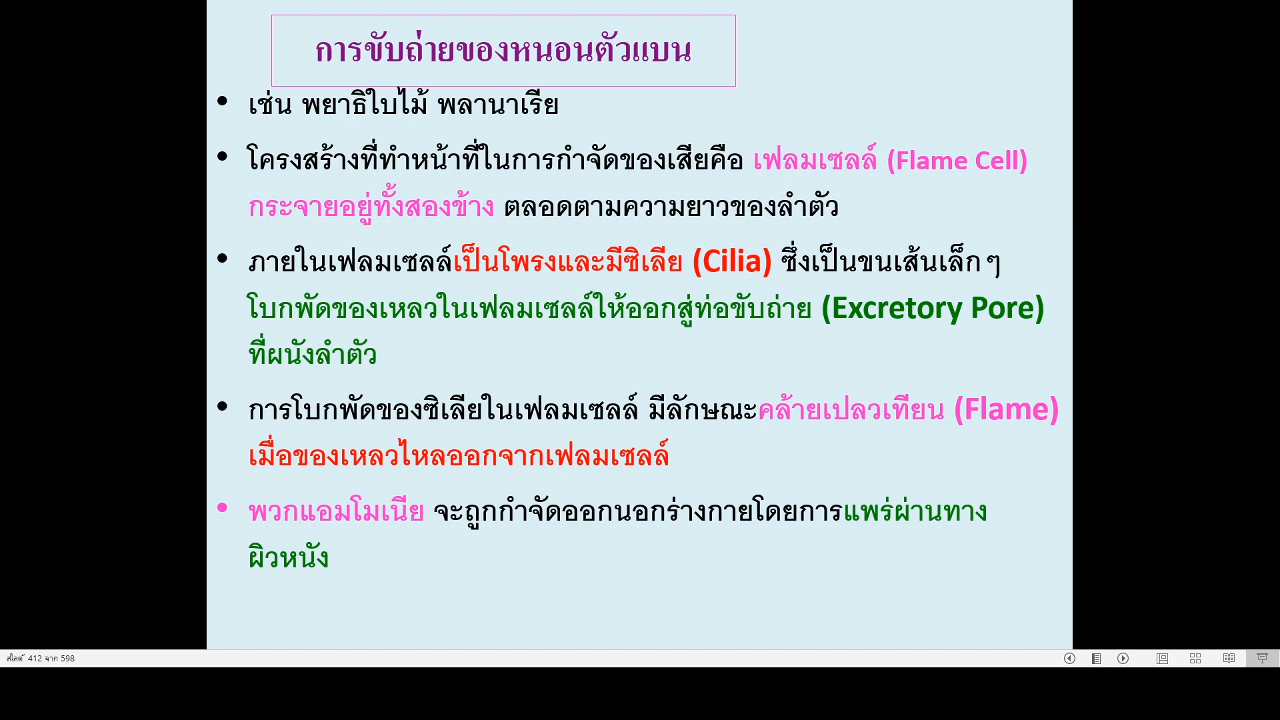 การขับถ่ายของหนอนตัวแบน
• เช่น พยาธิใบไม้ พลานาเรีย
• โครงสร้างที่ทำหน้าที่ในการกำจัดของเสียคือ เฟลมเซลล์ (Flame Cell)
กระจายอยู่ทั้งสองข้าง ตลอดตามความยาวของลำตัว
• ภายในเฟลมเซลล์เป็นโพรงและมีซิเลีย (Cilia) ซึ่งเป็นขนเส้นเล็กๆ
โบกพัดของเหลวในเฟลมเซลล์ให้ออกสู่ท่อขับถ่าย (Excretory Pore)
ที่ผนังลำตัว
• การโบกพัดของซิเลียในเฟลมเซลล์ มีลักษณะคล้ายเปลวเทียน (Flame)
เมื่อของเหลวไหลออกจากเฟลมเซลล์
• พวกแอมโมเนีย จะถูกกำจัดออกนอกร่างกายโดยการแพร่ผ่านทาง
ผิวหนัง
สไลด์ 412 จาก 598